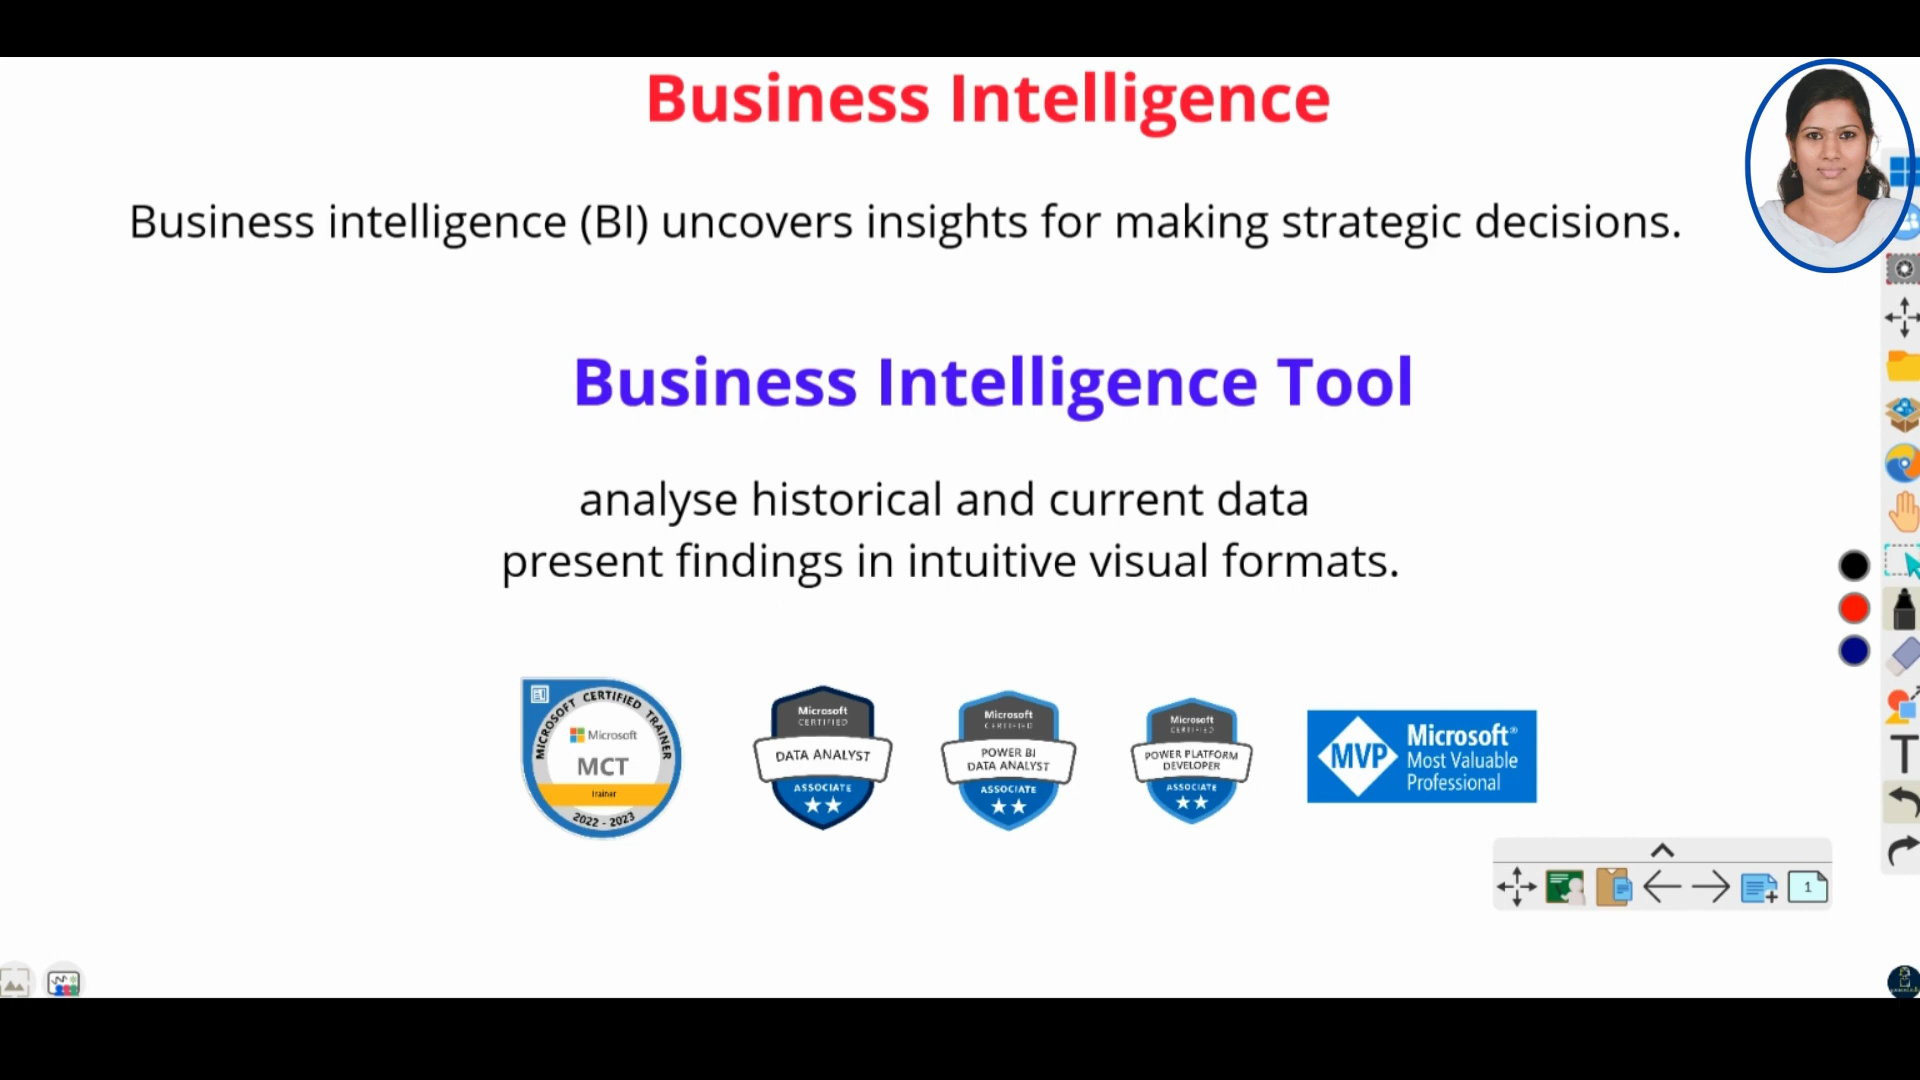 Business Intelligence
Business intelligence (BI) uncovers insights for making strategic decisions.
Business Intelligence Tool
analyse historical and current data
present findings in intuitive visual formats.
MICROSOFT CERTIFIED TRAINER
Microsoft
MCT
Trainer
2022 - 2023
Microsoft
CERTIFIED
DATA ANALYST
ASSOCIATE
Microsoft
CERTIFIED
POWER BI
DATA ANALYST
ASSOCIATE
Microsoft
CERTIFIED
POWER PLATFORM
DEVELOPER
ASSOCIATE
MVP
Microsoft®
Most Valuable
Professional
T
1